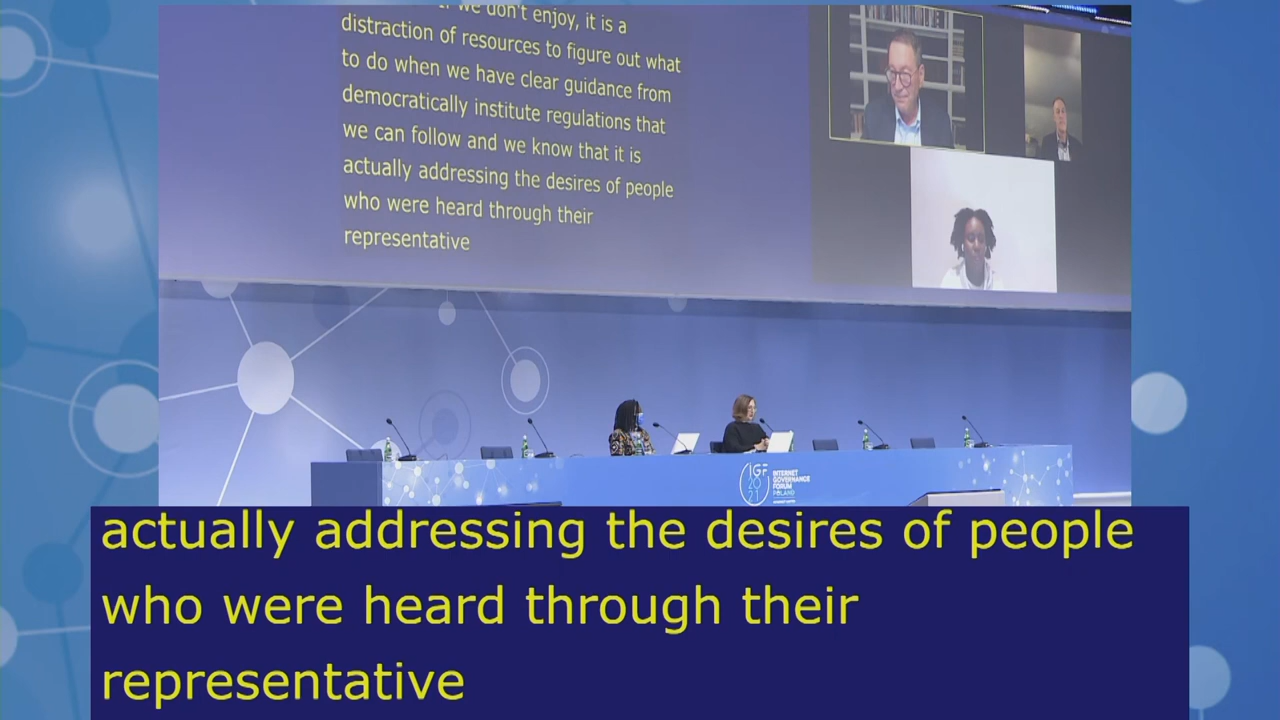 we don't enjoy, it is a
distraction of resources to figure out what
to do when we have clear guidance from
democratically institute regulations that
we can follow and we know that it is
actually addressing the desires of people
who were heard through their
representative
IGF
2021
INTERNET
GOVERNANCE
FORUM
POLAND
actually addressing the desires of people
who were heard through their
representative